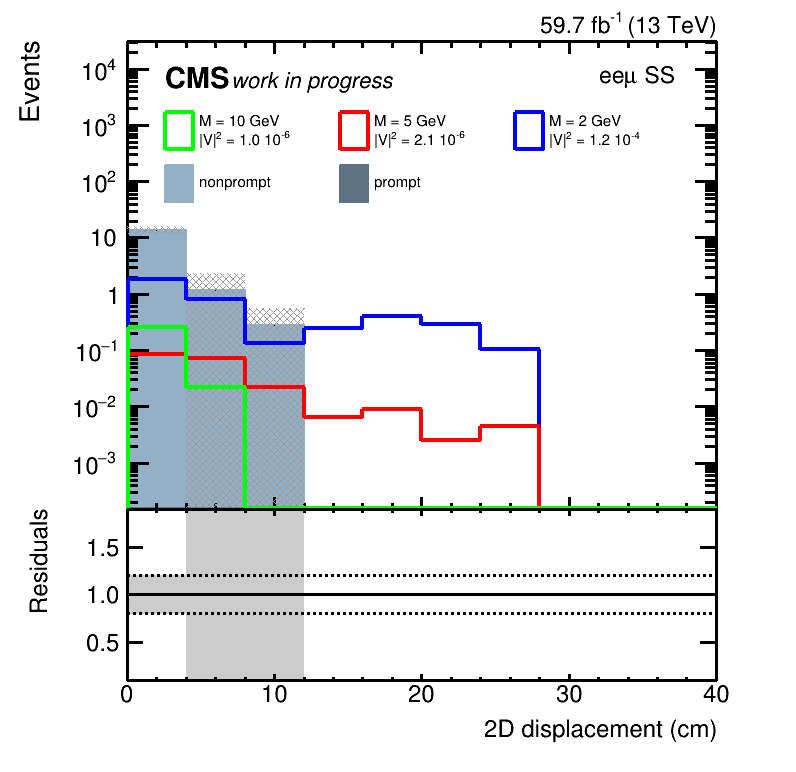 59.7 fb⁻¹ (13 TeV)
Events
CMS work in progress
eeμ SS
M = 10 GeV
|V|² = 1.0 10⁻⁶
M = 5 GeV
|V|² = 2.1 10⁻⁶
M = 2 GeV
|V|² = 1.2 10⁻⁴
nonprompt
prompt
10⁴
10³
10²
10
1
10⁻¹
10⁻²
10⁻³
Residuals
1.5
1.0
0.5
0 10 20 30 40
2D displacement (cm)